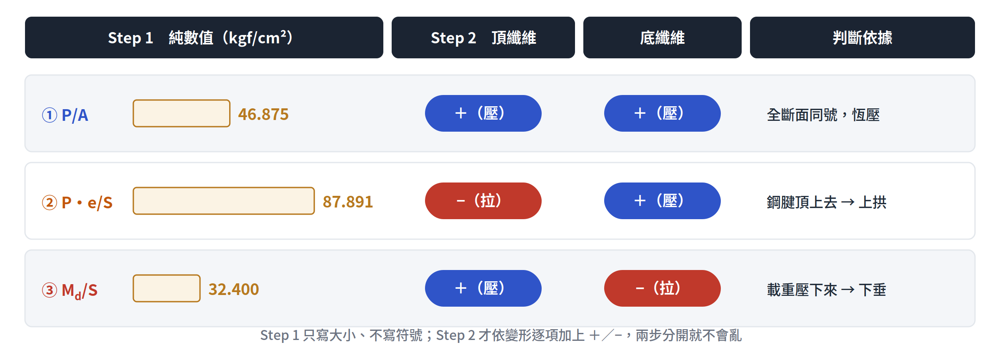 Step 1　純數值（kgf/cm²）
Step 2　頂纖維
底纖維
判斷依據
① P/A
46.875
＋（壓）
＋（壓）
全斷面同號，恆壓
② P·e/S
87.891
−（拉）
＋（壓）
鋼腱頂上去 → 上拱
③ Md/S
32.400
＋（壓）
−（拉）
載重壓下來 → 下垂
Step 1 只寫大小、不寫符號；Step 2 才依變形逐項加上 ＋／−，兩步分開就不會亂